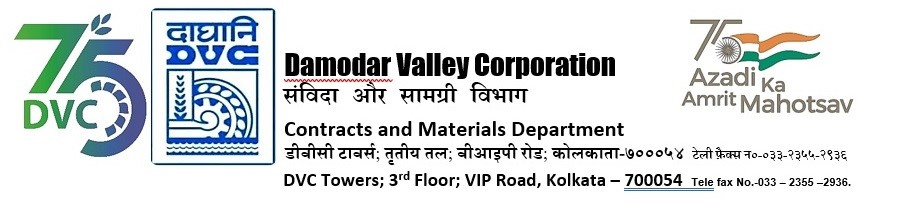 75
DVC
दाघानि
DVC
Damodar Valley Corporation
संविदा और सामग्री विभाग
Contracts and Materials Department
डीबीसी टाबर्स; तृतीय तल; बीआइपी रोड; कोलकाता-७०००५४ टेली फ़ैक्स न०-०३३-२३५५-२९३६
DVC Towers; 3rd Floor; VIP Road, Kolkata – 700054 Tele fax No.-033 – 2355 –2936.
75
Azadi Ka
Amrit Mahotsav